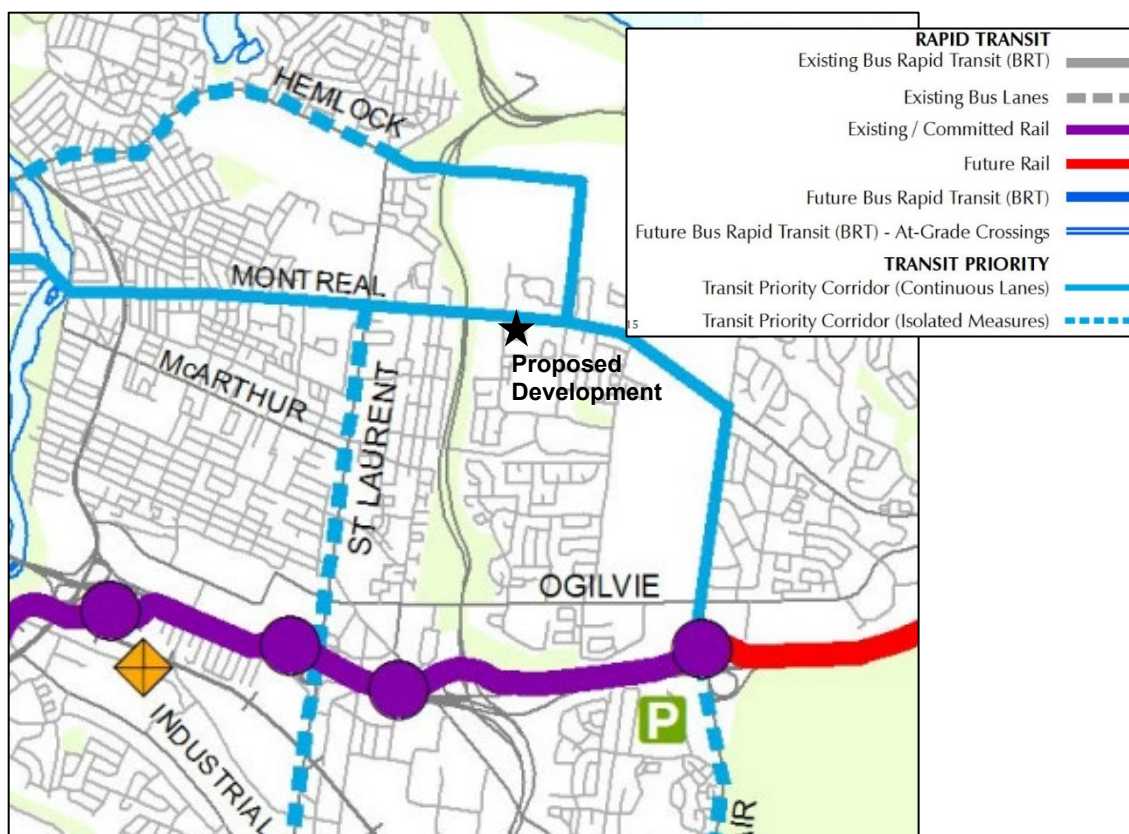 RAPID TRANSIT
Existing Bus Rapid Transit (BRT)
Existing Bus Lanes
Existing / Committed Rail
Future Rail
Future Bus Rapid Transit (BRT)
Future Bus Rapid Transit (BRT) - At-Grade Crossings
TRANSIT PRIORITY
Transit Priority Corridor (Continuous Lanes)
Transit Priority Corridor (Isolated Measures)
HEMLOCK
MONTREAL
15
Proposed
Development
McARTHUR
ST LAURENT
OGILVIE
P
INDUSTRIAL
AIR